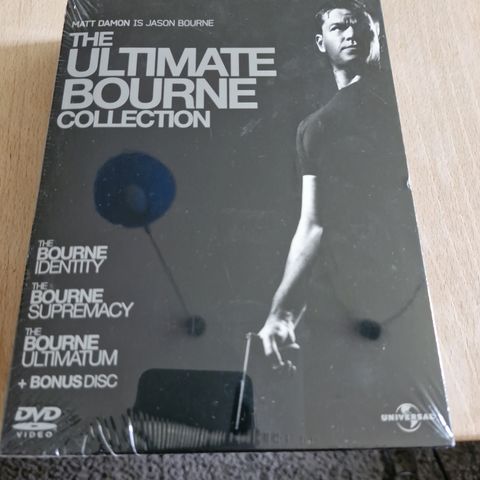 MATT DAMON IS JASON BOURNE
THE
ULTIMATE
BOURNE
COLLECTION
THE
BOURNE
IDENTITY
THE
BOURNE
SUPREMACY
THE
BOURNE
ULTIMATUM
+ BONUS DISC
DVD
VIDEO
UNIVERSAL